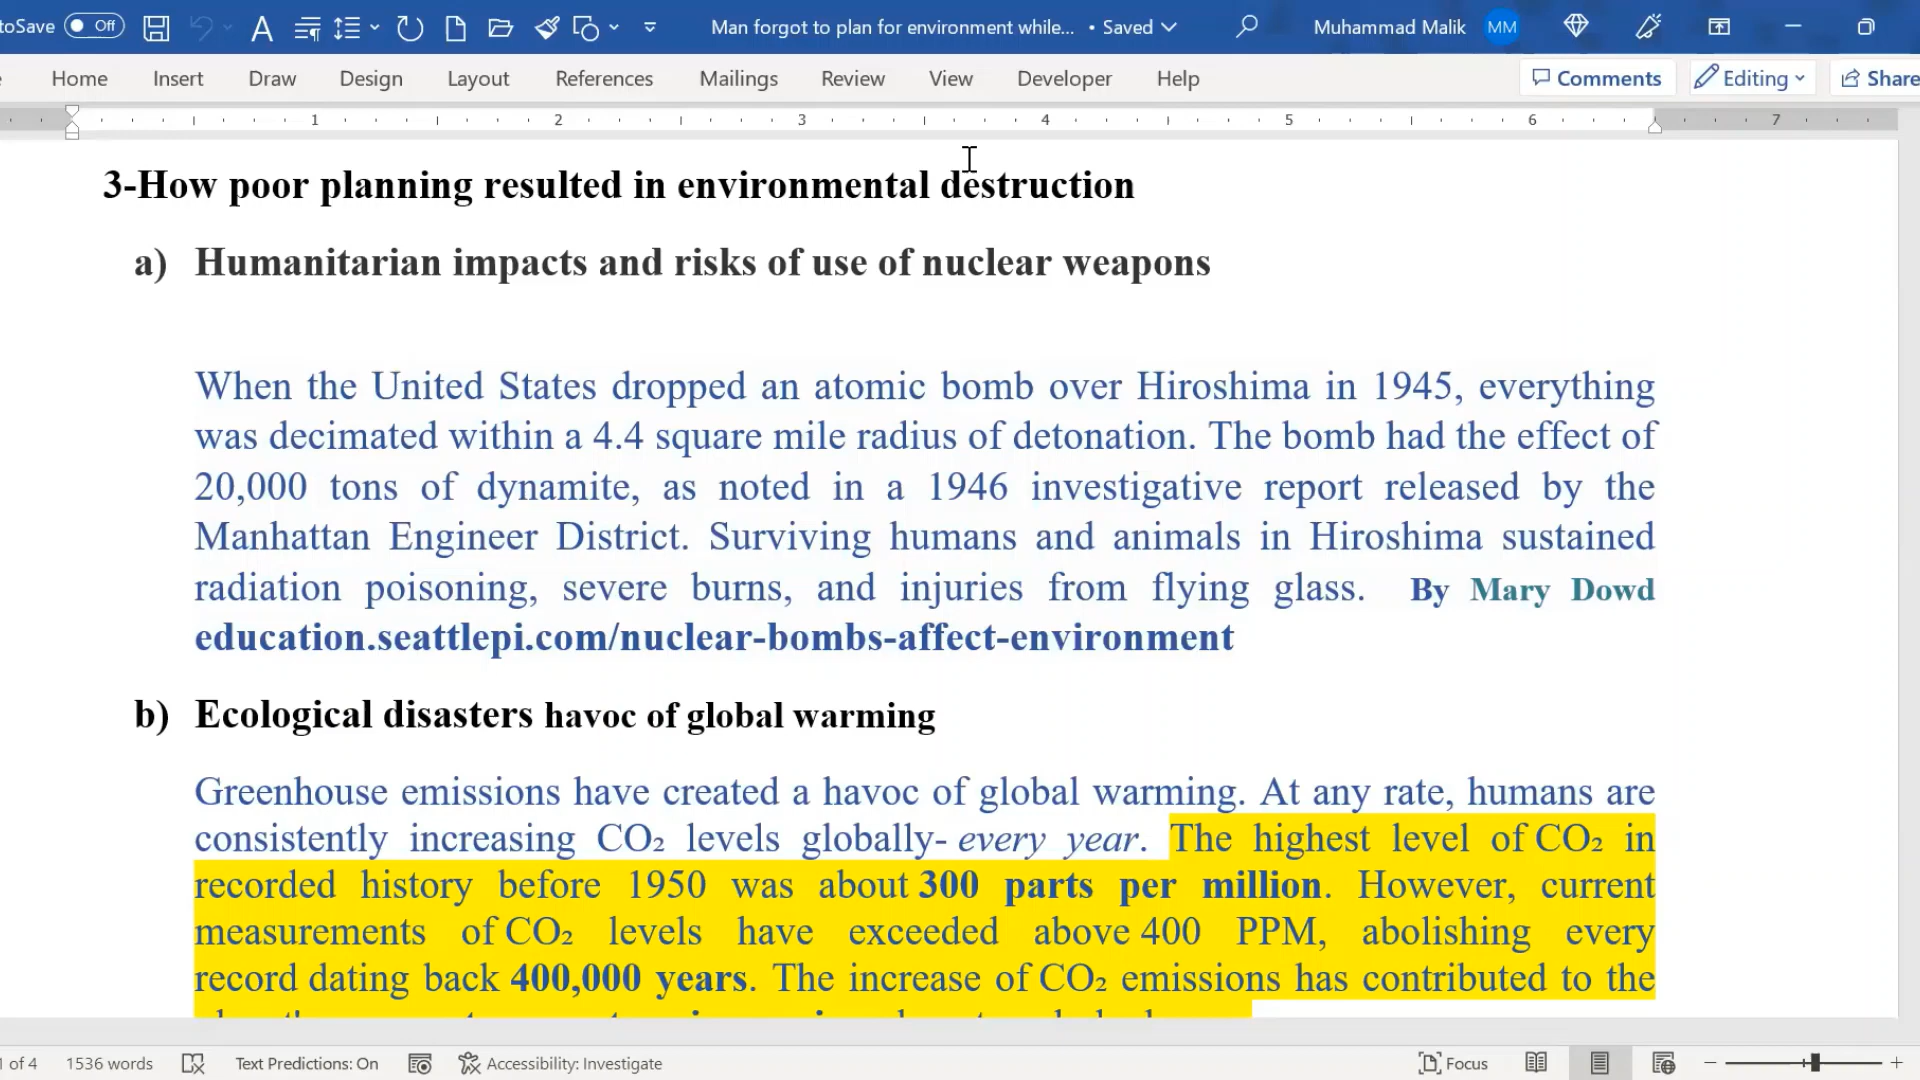 toSave Off Man forgot to plan for environment while... • Saved Muhammad Malik MM
Home Insert Draw Design Layout References Mailings Review View Developer Help Comments Editing Share
1 2 3 4 5 6 7
3-How poor planning resulted in environmental destruction
a) Humanitarian impacts and risks of use of nuclear weapons
When the United States dropped an atomic bomb over Hiroshima in 1945, everything
was decimated within a 4.4 square mile radius of detonation. The bomb had the effect of
20,000 tons of dynamite, as noted in a 1946 investigative report released by the
Manhattan Engineer District. Surviving humans and animals in Hiroshima sustained
radiation poisoning, severe burns, and injuries from flying glass. By Mary Dowd
education.seattlepi.com/nuclear-bombs-affect-environment
b) Ecological disasters havoc of global warming
Greenhouse emissions have created a havoc of global warming. At any rate, humans are
consistently increasing CO₂ levels globally- every year. The highest level of CO₂ in
recorded history before 1950 was about 300 parts per million. However, current
measurements of CO₂ levels have exceeded above 400 PPM, abolishing every
record dating back 400,000 years. The increase of CO₂ emissions has contributed to the
1 of 4 1536 words Text Predictions: On Accessibility: Investigate Focus